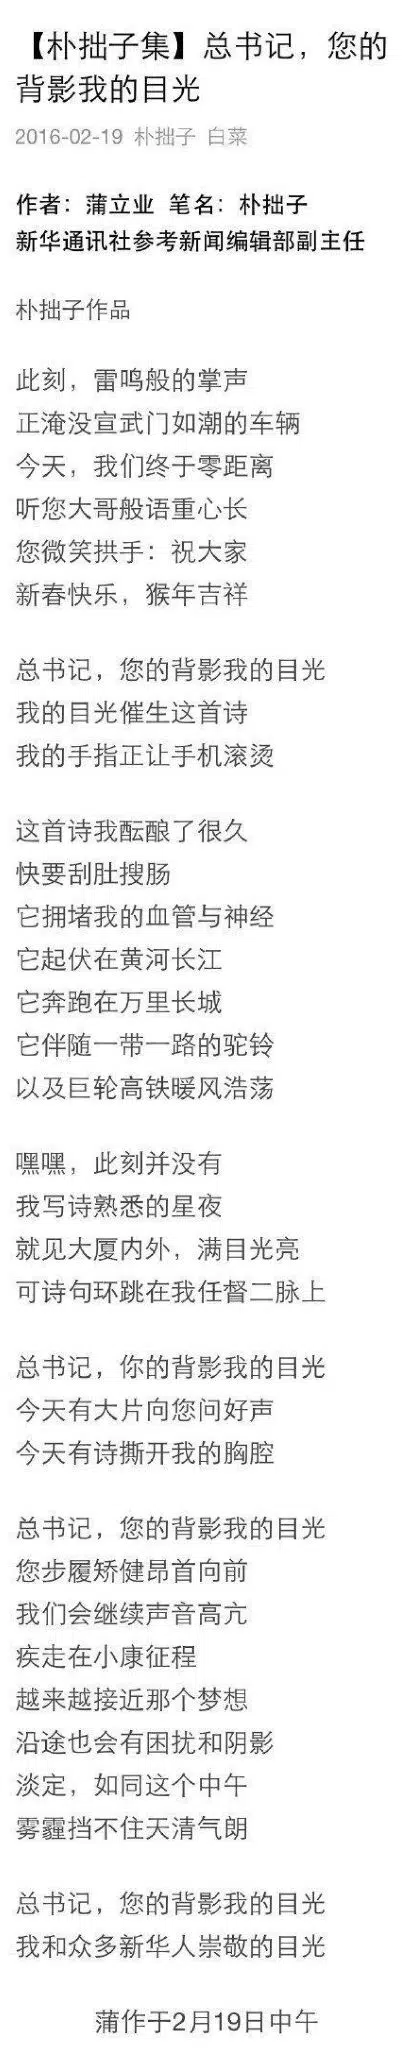 【朴拙子集】总书记，您的
背影我的目光
2016-02-19 朴拙子 白菜
作者：蒲立业 笔名：朴拙子
新华通讯社参考新闻编辑部副主任
朴拙子作品
此刻，雷鸣般的掌声
正淹没宣武门如潮的车辆
今天，我们终于零距离
听您大哥般语重心长
您微笑拱手：祝大家
新春快乐，猴年吉祥
总书记，您的背影我的目光
我的目光催生这首诗
我的手指正让手机滚烫
这首诗我酝酿了很久
快要刮肚搜肠
它拥堵我的血管与神经
它起伏在黄河长江
它奔跑在万里长城
它伴随一带一路的驼铃
以及巨轮高铁暖风浩荡
嘿嘿，此刻并没有
我写诗熟悉的星夜
就见大厦内外，满目光亮
可诗句环跳在我任督二脉上
总书记，你的背影我的目光
今天有大片向您问好声
今天有诗撕开我的胸腔
总书记，您的背影我的目光
您步履矫健昂首向前
我们会继续声音高亢
疾走在小康征程
越来越接近那个梦想
沿途也会有困扰和阴影
淡定，如同这个中午
雾霾挡不住天清气朗
总书记，您的背影我的目光
我和众多新华人崇敬的目光
蒲作于2月19日中午